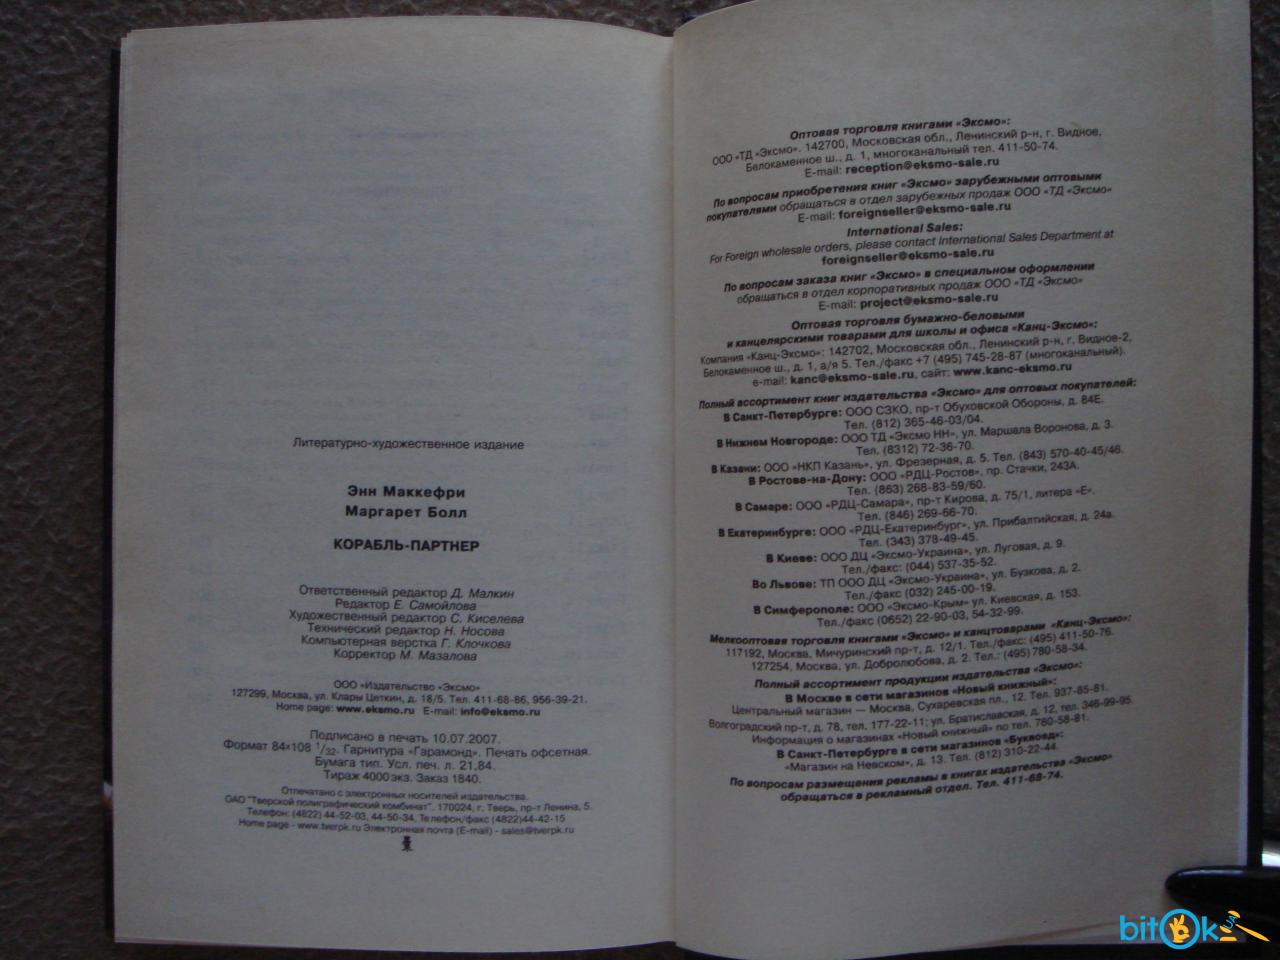 Литературно-художественное издание
Энн Маккефри
Маргарет Болл
КОРАБЛЬ-ПАРТНЕР
Ответственный редактор Д. Малкин
Редактор Е. Самойлова
Художественный редактор С. Киселева
Технический редактор Н. Носова
Компьютерная верстка Г. Клочкова
Корректор М. Мазалова
ООО «Издательство «Эксмо»
127299, Москва, ул. Клары Цеткин, д. 18/5. Тел. 411-68-86, 956-39-21.
Home page: www.eksmo.ru E-mail: info@eksmo.ru
Подписано в печать 10.07.2007.
Формат 84×108 1/32. Гарнитура «Гарамонд». Печать офсетная.
Бумага тип. Усл. печ. л. 21,84.
Тираж 4000 экз. Заказ 1840.
Отпечатано с электронных носителей издательства.
ОАО "Тверской полиграфический комбинат". 170024, г. Тверь, пр-т Ленина, 5.
Телефон: (4822) 44-52-03, 44-50-34, Телефон/факс (4822)44-42-15
Home page - www.tverpk.ru Электронная почта (E-mail) - sales@tverpk.ru
Оптовая торговля книгами «Эксмо»:
ООО «ТД «Эксмо». 142700, Московская обл., Ленинский р-н, г. Видное,
Белокаменное ш., д. 1, многоканальный тел. 411-50-74.
E-mail: reception@eksmo-sale.ru
По вопросам приобретения книг «Эксмо» зарубежными оптовыми
покупателями обращаться в отдел зарубежных продаж ООО «ТД «Эксмо»
E-mail: foreignseller@eksmo-sale.ru
International Sales:
For Foreign wholesale orders, please contact International Sales Department at
foreignseller@eksmo-sale.ru
По вопросам заказа книг «Эксмо» в специальном оформлении
обращаться в отдел корпоративных продаж ООО «ТД «Эксмо»
E-mail: project@eksmo-sale.ru
Оптовая торговля бумажно-беловыми
и канцелярскими товарами для школы и офиса «Канц-Эксмо»:
Компания «Канц-Эксмо»: 142702, Московская обл., Ленинский р-н, г. Видное-2,
Белокаменное ш., д. 1, а/я 5. Тел./факс +7 (495) 745-28-87 (многоканальный).
e-mail: kanc@eksmo-sale.ru, сайт: www.kanc-eksmo.ru
Полный ассортимент книг издательства «Эксмо» для оптовых покупателей:
В Санкт-Петербурге: ООО СЗКО, пр-т Обуховской Обороны, д. 84Е.
Тел. (812) 365-46-03/04.
В Нижнем Новгороде: ООО ТД «Эксмо НН», ул. Маршала Воронова, д. 3.
Тел. (8312) 72-36-70.
В Казани: ООО «НКП Казань», ул. Фрезерная, д. 5. Тел. (843) 570-40-45/46.
В Ростове-на-Дону: ООО «РДЦ-Ростов», пр. Стачки, 243А.
Тел. (863) 268-83-59/60.
В Самаре: ООО «РДЦ-Самара», пр-т Кирова, д. 75/1, литера «Е».
Тел. (846) 269-66-70.
В Екатеринбурге: ООО «РДЦ-Екатеринбург», ул. Прибалтийская, д. 24а.
Тел. (343) 378-49-45.
В Киеве: ООО ДЦ «Эксмо-Украина», ул. Луговая, д. 9.
Тел./факс: (044) 537-35-52.
Во Львове: ТП ООО ДЦ «Эксмо-Украина», ул. Бузкова, д. 2.
Тел./факс (032) 245-00-19.
В Симферополе: ООО «Эксмо-Крым» ул. Киевская, д. 153.
Тел./факс (0652) 22-90-03, 54-32-99.
Мелкооптовая торговля книгами «Эксмо» и канцтоварами «Канц-Эксмо»:
117192, Москва, Мичуринский пр-т, д. 12/1. Тел./факс: (495) 411-50-76.
127254, Москва, ул. Добролюбова, д. 2. Тел.: (495) 780-58-34.
Полный ассортимент продукции издательства «Эксмо»:
В Москве в сети магазинов «Новый книжный»:
Центральный магазин — Москва, Сухаревская пл., 12. Тел. 937-85-81.
Волгоградский пр-т, д. 78, тел. 177-22-11; ул. Братиславская, д. 12, тел. 346-99-95.
Информация о магазинах «Новый книжный» по тел. 780-58-81.
В Санкт-Петербурге в сети магазинов «Буквоед»:
«Магазин на Невском», д. 13. Тел. (812) 310-22-44.
По вопросам размещения рекламы в книгах издательства «Эксмо»
обращаться в рекламный отдел. Тел. 411-68-74.
bitOk UA